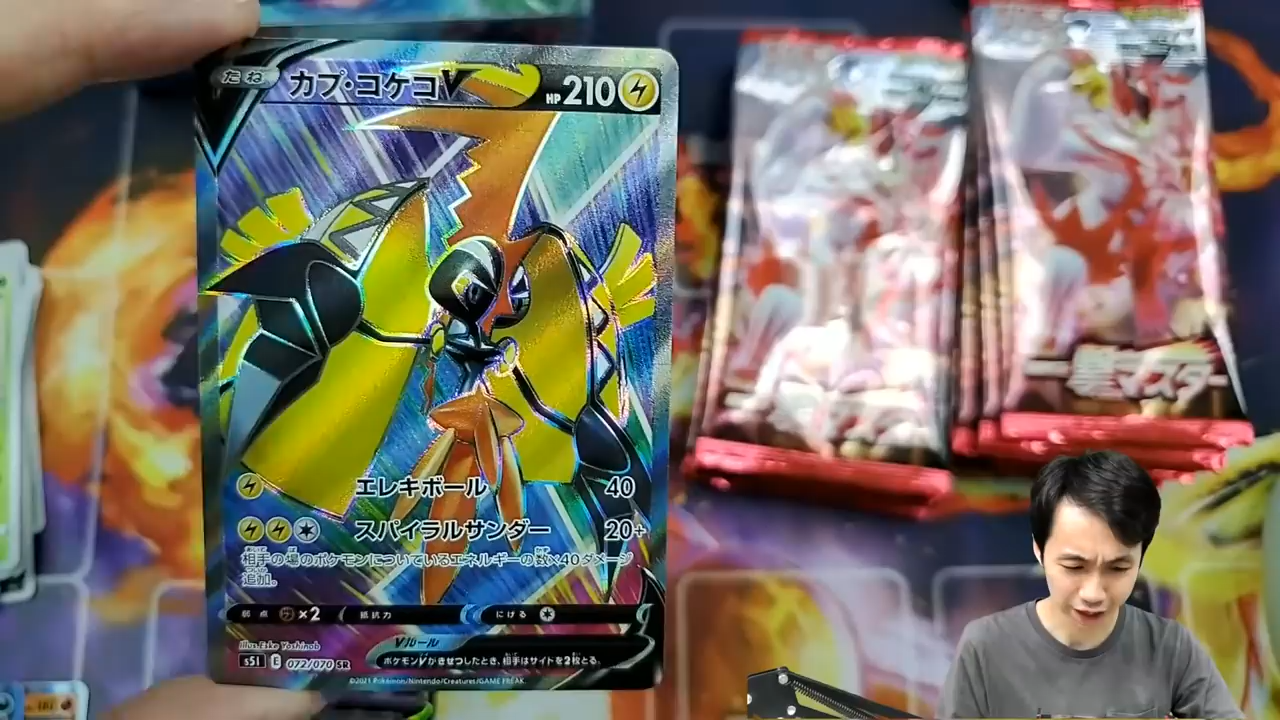 たね カプ・コケコV HP210
エレキボール 40
スパイラルサンダー 20+
相手の場のポケモンについているエネルギーの数×40ダメージ
追加。
弱点 ×2 抵抗力 にげる
Vルール
ポケモンVがきぜつしたとき、相手はサイドを2枚とる。
Illus. Eske Yoshinob
s5I E 072/070 SR
©2021 Pokémon/Nintendo/Creatures/GAME FREAK.
一撃マスター